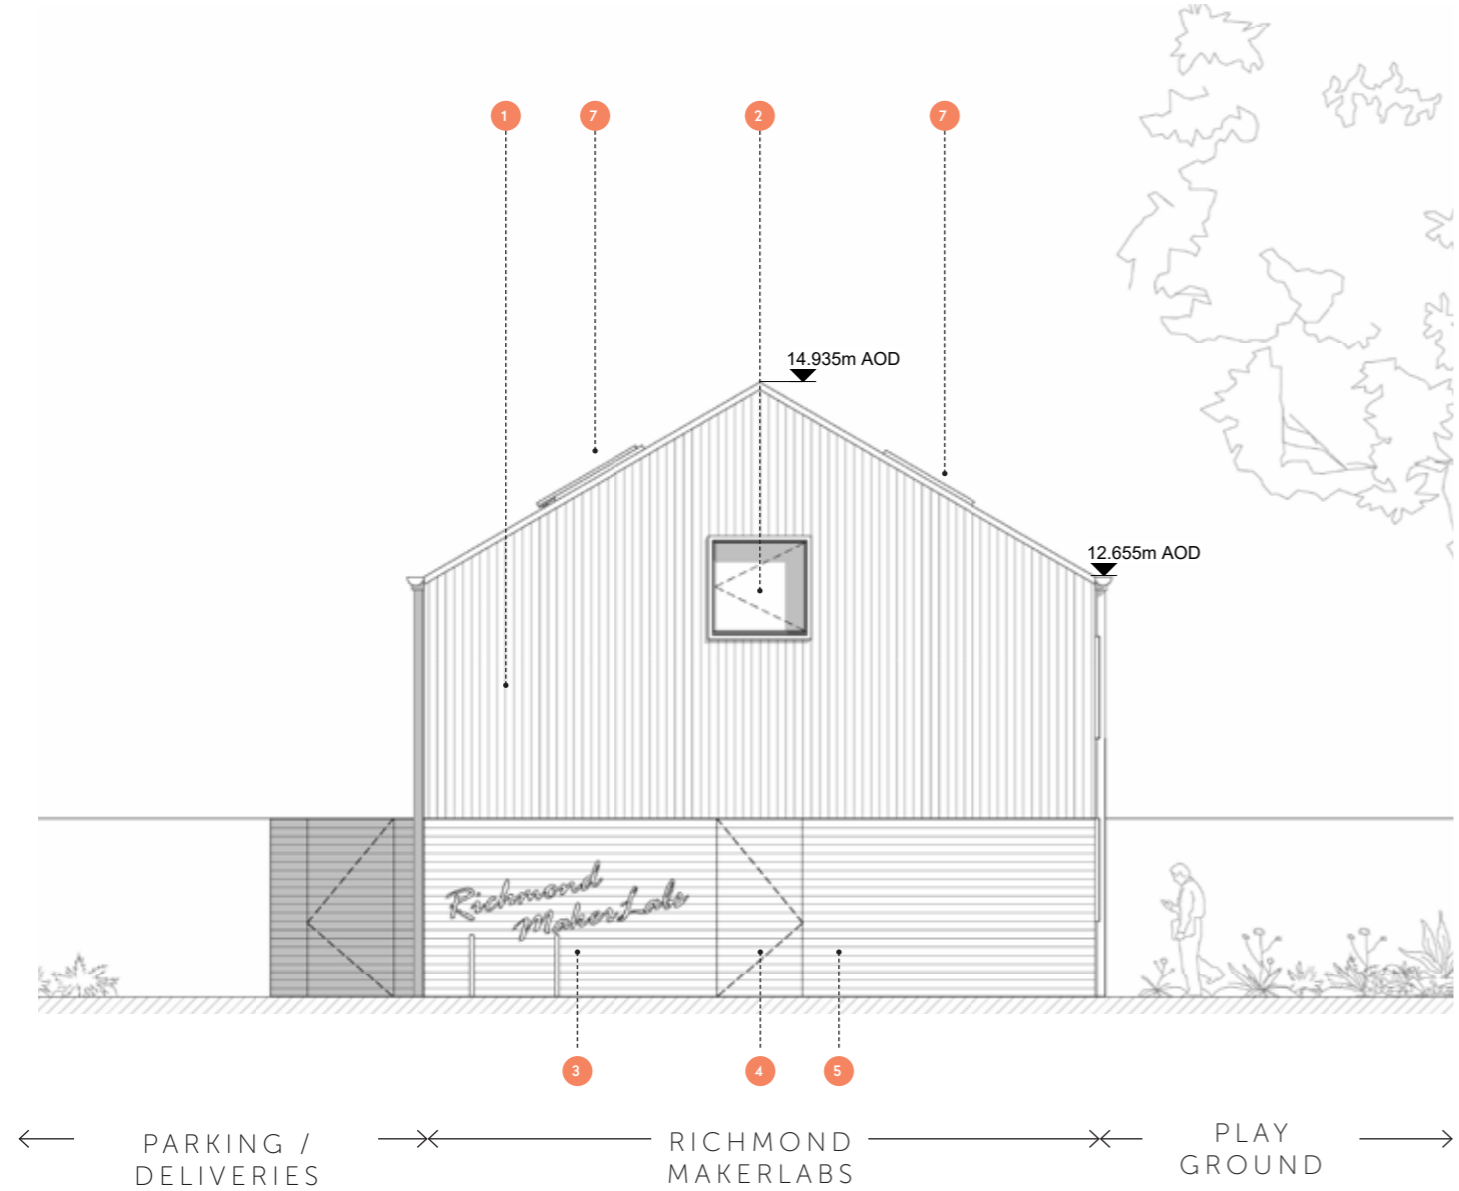 1 7 2 7
14.935m AOD
12.655m AOD
Richmond
MakerLabs
3 4 5
PARKING /
DELIVERIES
RICHMOND
MAKERLABS
PLAY
GROUND